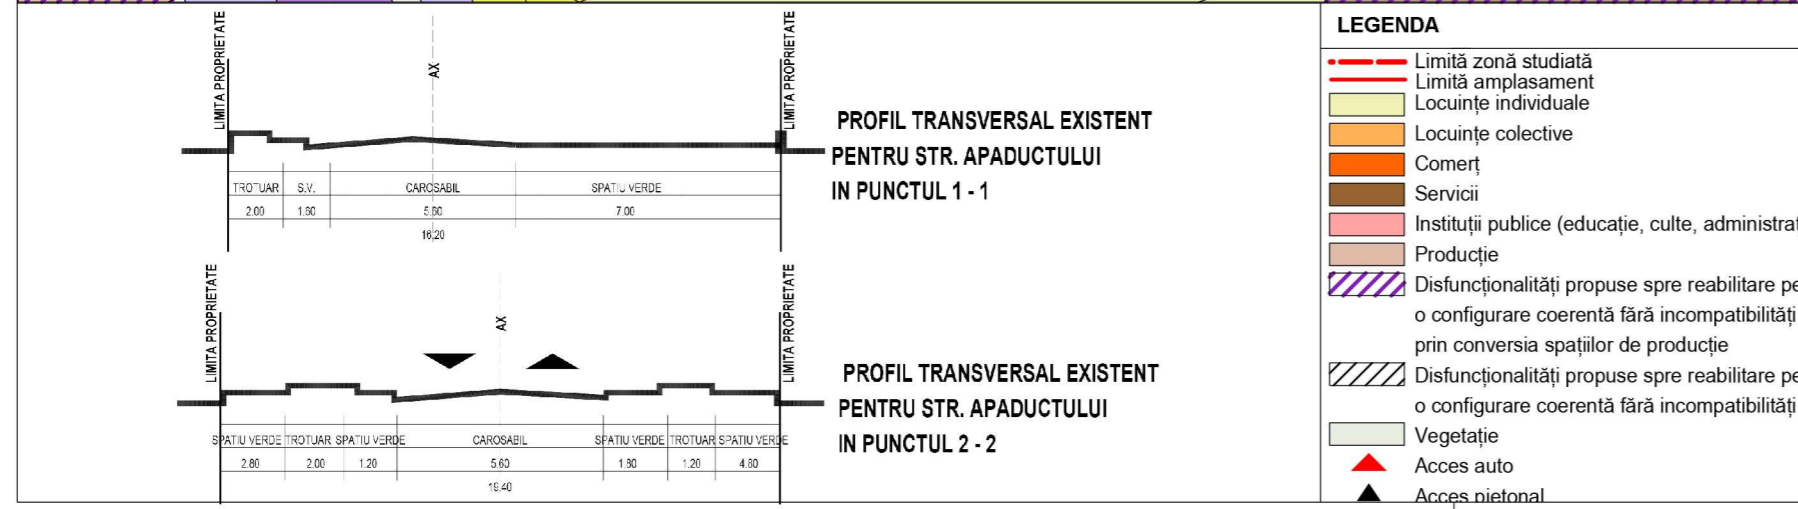 LIMITA PROPRIETATE
AX
LIMITA PROPRIETATE
TROTUAR S.V. CAROSABIL SPATIU VERDE
2.00 1.60 5.60 7.00
16.20
PROFIL TRANSVERSAL EXISTENT
PENTRU STR. APADUCTULUI
IN PUNCTUL 1 - 1
LIMITA PROPRIETATE
AX
LIMITA PROPRIETATE
SPATIU VERDE TROTUAR SPATIU VERDE CAROSABIL SPATIU VERDE TROTUAR SPATIU VERDE
2.80 2.00 1.20 5.60 1.80 1.20 4.80
19.40
PROFIL TRANSVERSAL EXISTENT
PENTRU STR. APADUCTULUI
IN PUNCTUL 2 - 2
LEGENDA
Limită zonă studiată
Limită amplasament
Locuințe individuale
Locuințe colective
Comerț
Servicii
Instituții publice (educație, culte, administraț
Producție
Disfuncționalități propuse spre reabilitare pe
o configurare coerentă fără incompatibilități
prin conversia spațiilor de producție
Disfuncționalități propuse spre reabilitare pe
o configurare coerentă fără incompatibilități
Vegetație
Acces auto
Acces pietonal